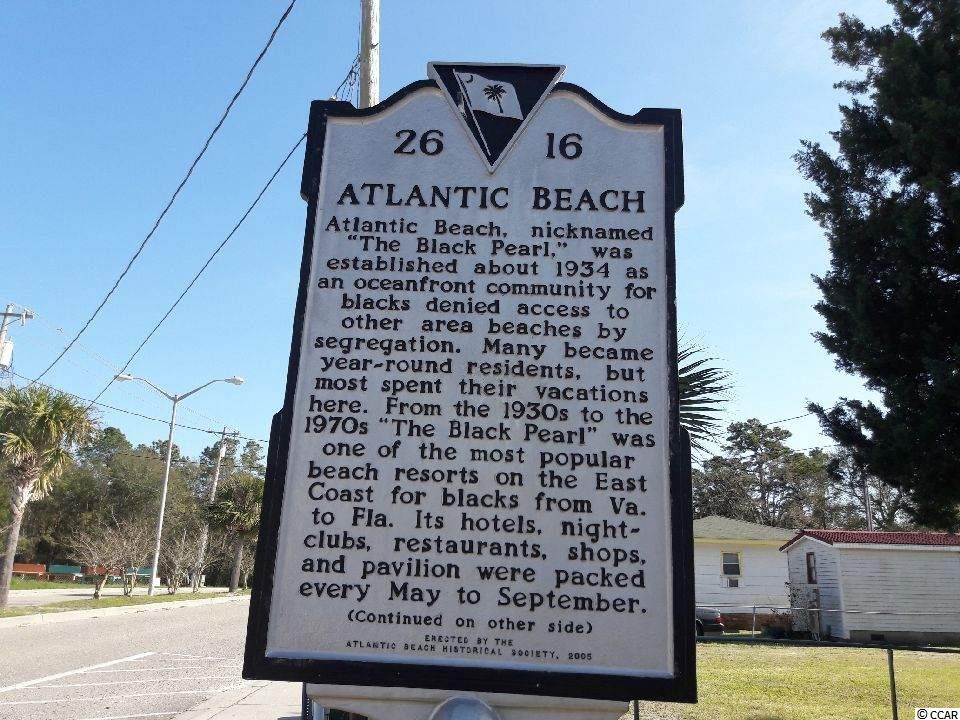 26 16
ATLANTIC BEACH
Atlantic Beach, nicknamed
"The Black Pearl," was
established about 1934 as
an oceanfront community for
blacks denied access to
other area beaches by
segregation. Many became
year-round residents, but
most spent their vacations
here. From the 1930s to the
1970s "The Black Pearl" was
one of the most popular
beach resorts on the East
Coast for blacks from Va.
to Fla. Its hotels, night-
clubs, restaurants, shops,
and pavilion were packed
every May to September.
(Continued on other side)
ERECTED BY THE
ATLANTIC BEACH HISTORICAL SOCIETY, 2005
© CCAR